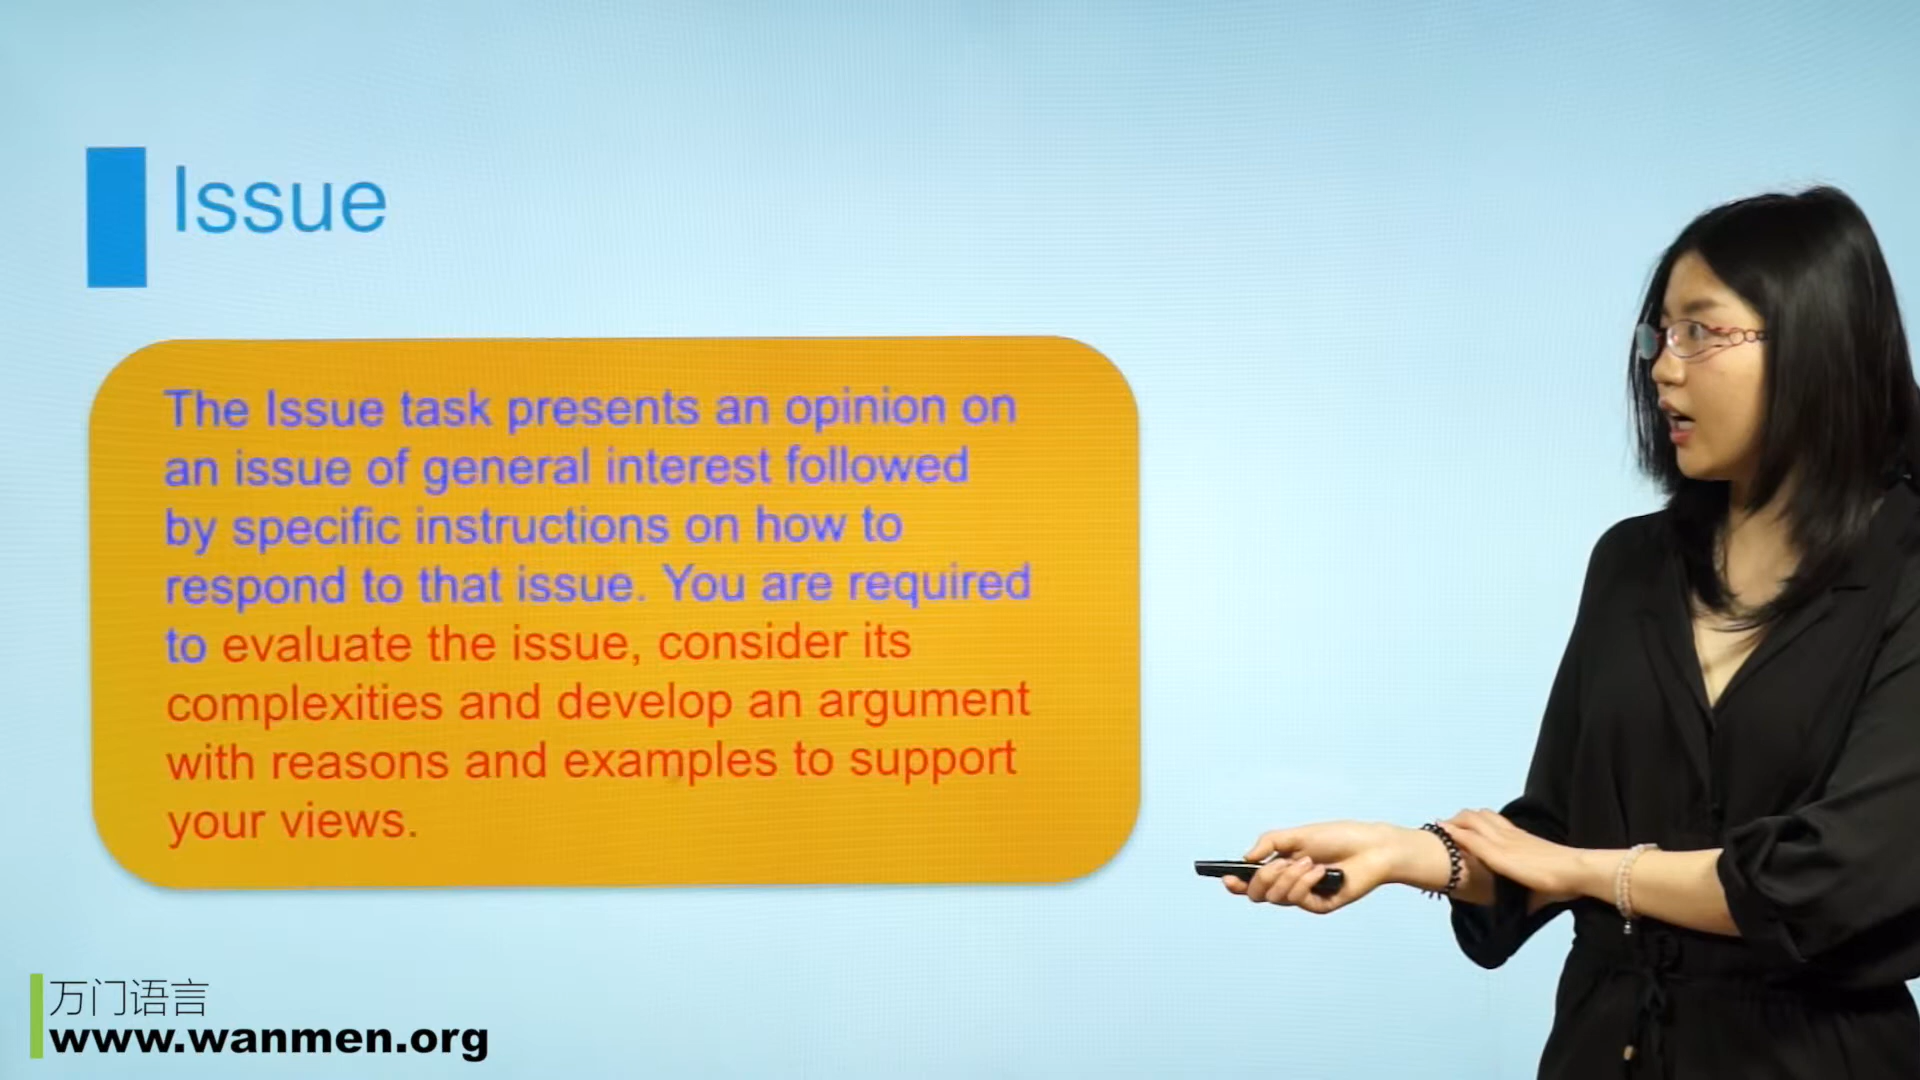 Issue
The Issue task presents an opinion on
an issue of general interest followed
by specific instructions on how to
respond to that issue. You are required
to evaluate the issue, consider its
complexities and develop an argument
with reasons and examples to support
your views.
万门语言
www.wanmen.org